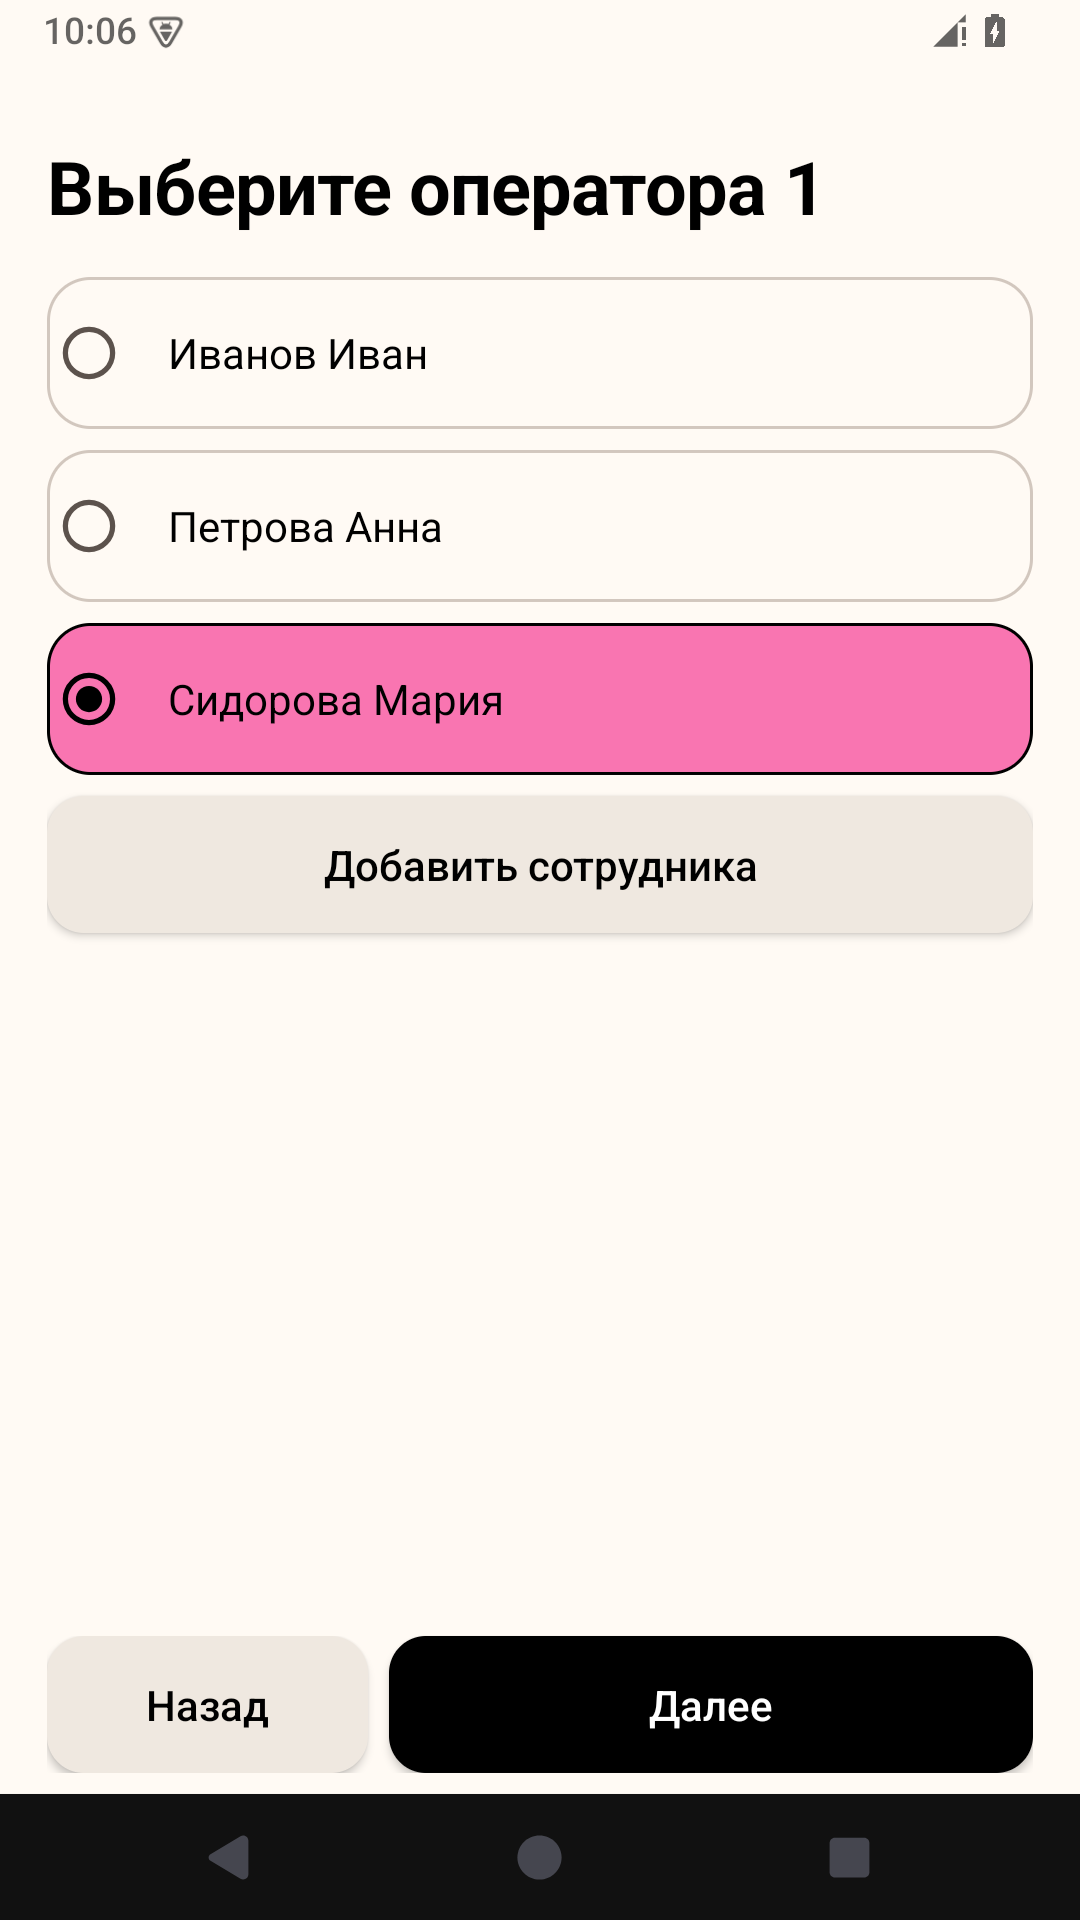 10:06
Выберите оператора 1
Иванов Иван
Петрова Анна
Сидорова Мария
Добавить сотрудника
Назад
Далее